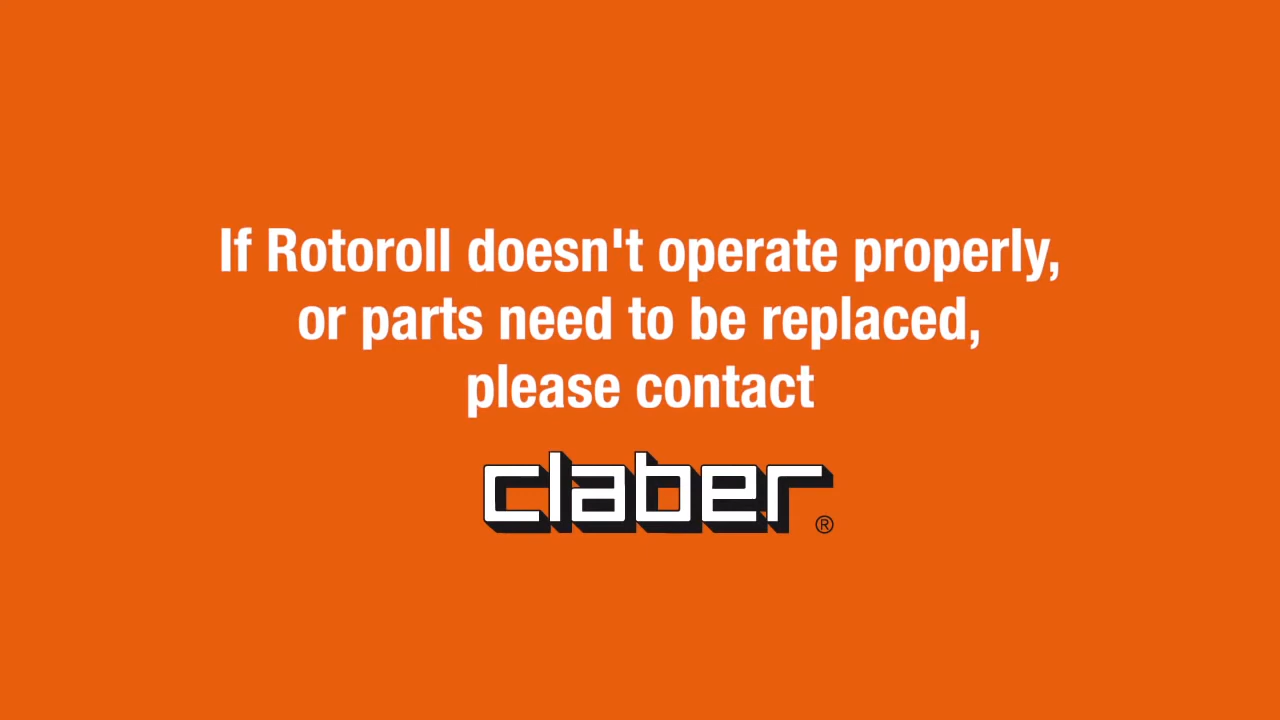 If Rotoroll doesn't operate properly,
or parts need to be replaced,
please contact
claber
®